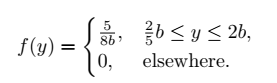 f(y) = { 5/8b, 2/5 b ≤ y ≤ 2b,
0, elsewhere.